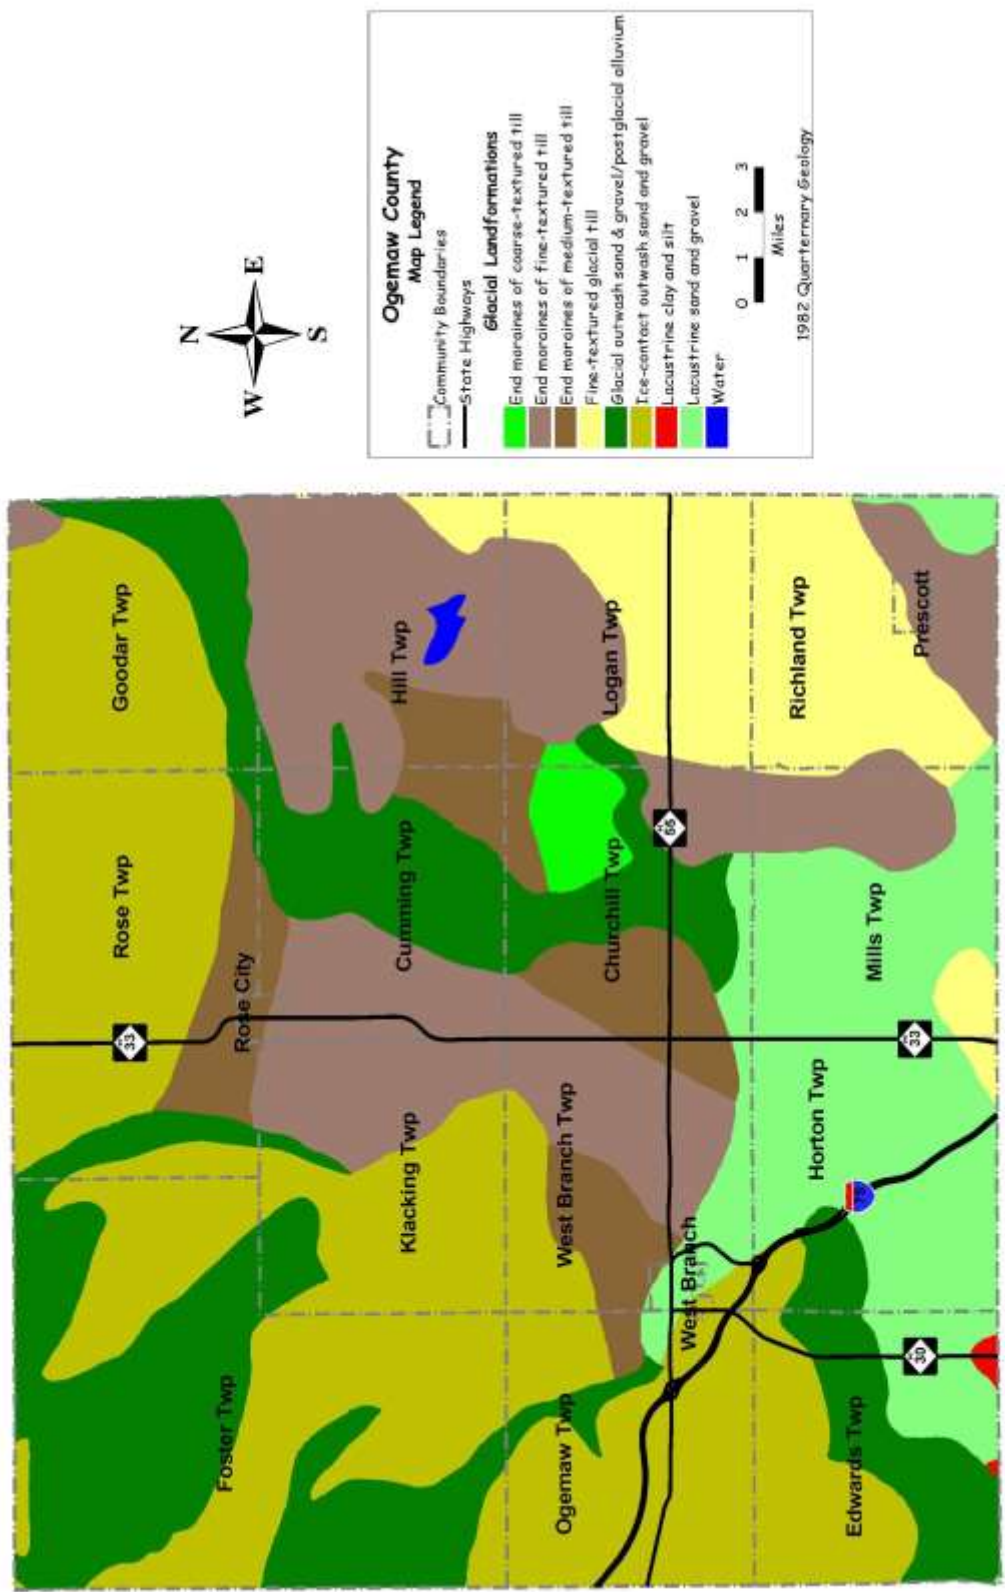 N
W E
S
Ogemaw County
Map Legend
Community Boundaries
State Highways
Glacial Landformations
End moraines of coarse-textured till
End moraines of fine-textured till
End moraines of medium-textured till
Fine-textured glacial till
Glacial outwash sand & gravel/postglacial alluvium
Ice-contact outwash sand and gravel
Lacustrine clay and silt
Lacustrine sand and gravel
Water
0 1 2 3
Miles
1982 Quarternary Geology
Goodar Twp
Rose Twp
33
Rose City
Foster Twp
Hill Twp
Cumming Twp
Klacking Twp
Logan Twp
Churchill Twp
West Branch Twp
Ogemaw Twp
55
West Branch
Richland Twp
Mills Twp
Horton Twp
Edwards Twp
75
Prescott
33
30